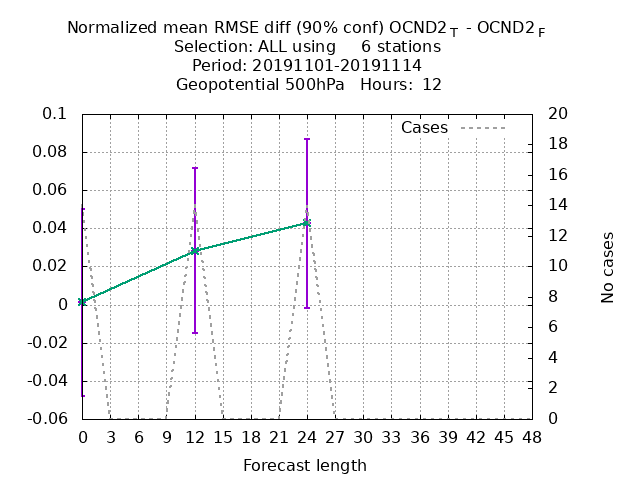 Normalized mean RMSE diff (90% conf) OCND2 T - OCND2 F
Selection: ALL using 6 stations
Period: 20191101-20191114
Geopotential 500hPa Hours: 12
0.1
0.08
0.06
0.04
0.02
0
-0.02
-0.04
-0.06
Cases
20
18
16
14
12
10
8
6
4
2
0
No cases
0 3 6 9 12 15 18 21 24 27 30 33 36 39 42 45 48
Forecast length